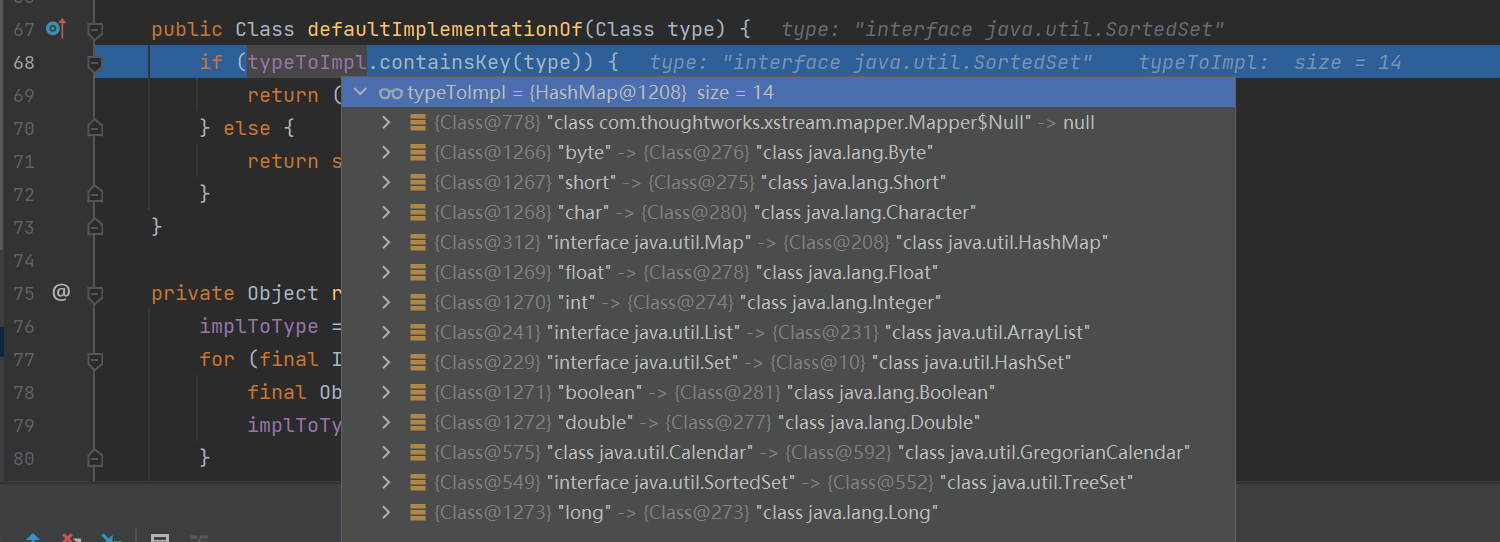 67 public Class defaultImplementationOf(Class type) { type: "interface java.util.SortedSet"
68 if (typeToImpl.containsKey(type)) { type: "interface java.util.SortedSet" typeToImpl: size = 14
typeToImpl = {HashMap@1208} size = 14
69 return (
{Class@778} "class com.thoughtworks.xstream.mapper.Mapper$Null" -> null
70 } else {
{Class@1266} "byte" -> {Class@276} "class java.lang.Byte"
71 return s
{Class@1267} "short" -> {Class@275} "class java.lang.Short"
72 }
{Class@1268} "char" -> {Class@280} "class java.lang.Character"
73 }
{Class@312} "interface java.util.Map" -> {Class@208} "class java.util.HashMap"
74
{Class@1269} "float" -> {Class@278} "class java.lang.Float"
75 @ private Object r
{Class@1270} "int" -> {Class@274} "class java.lang.Integer"
76 implToType =
{Class@241} "interface java.util.List" -> {Class@231} "class java.util.ArrayList"
77 for (final I
{Class@229} "interface java.util.Set" -> {Class@10} "class java.util.HashSet"
78 final Ob
{Class@1271} "boolean" -> {Class@281} "class java.lang.Boolean"
79 implToTy
{Class@1272} "double" -> {Class@277} "class java.lang.Double"
80 }
{Class@575} "class java.util.Calendar" -> {Class@592} "class java.util.GregorianCalendar"
{Class@549} "interface java.util.SortedSet" -> {Class@552} "class java.util.TreeSet"
{Class@1273} "long" -> {Class@273} "class java.lang.Long"